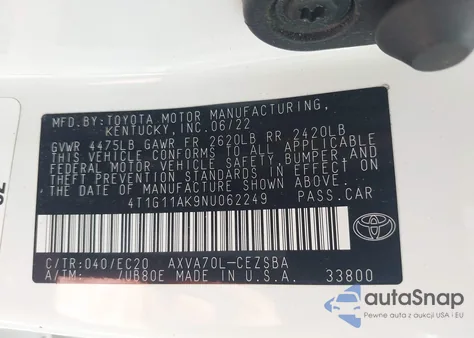 MFD.BY:TOYOTA MOTOR MANUFACTURING,
KENTUCKY, INC.06/22
GVWR 4475LB GAWR FR 2620LB RR 2420LB
THIS VEHICLE CONFORMS TO ALL APPLICABLE
FEDERAL MOTOR VEHICLE SAFETY, BUMPER, AND
THEFT PREVENTION STANDARDS IN EFFECT ON
THE DATE OF MANUFACTURE SHOWN ABOVE.
4T1G11AK9NU062249 PASS.CAR
C/TR:040/EC20 AXVA70L-CEZSBA
A/TM: /UB80E MADE IN U.S.A. 33800
TOYOTA
autoSnap
Pewne auta z aukcji USA i EU